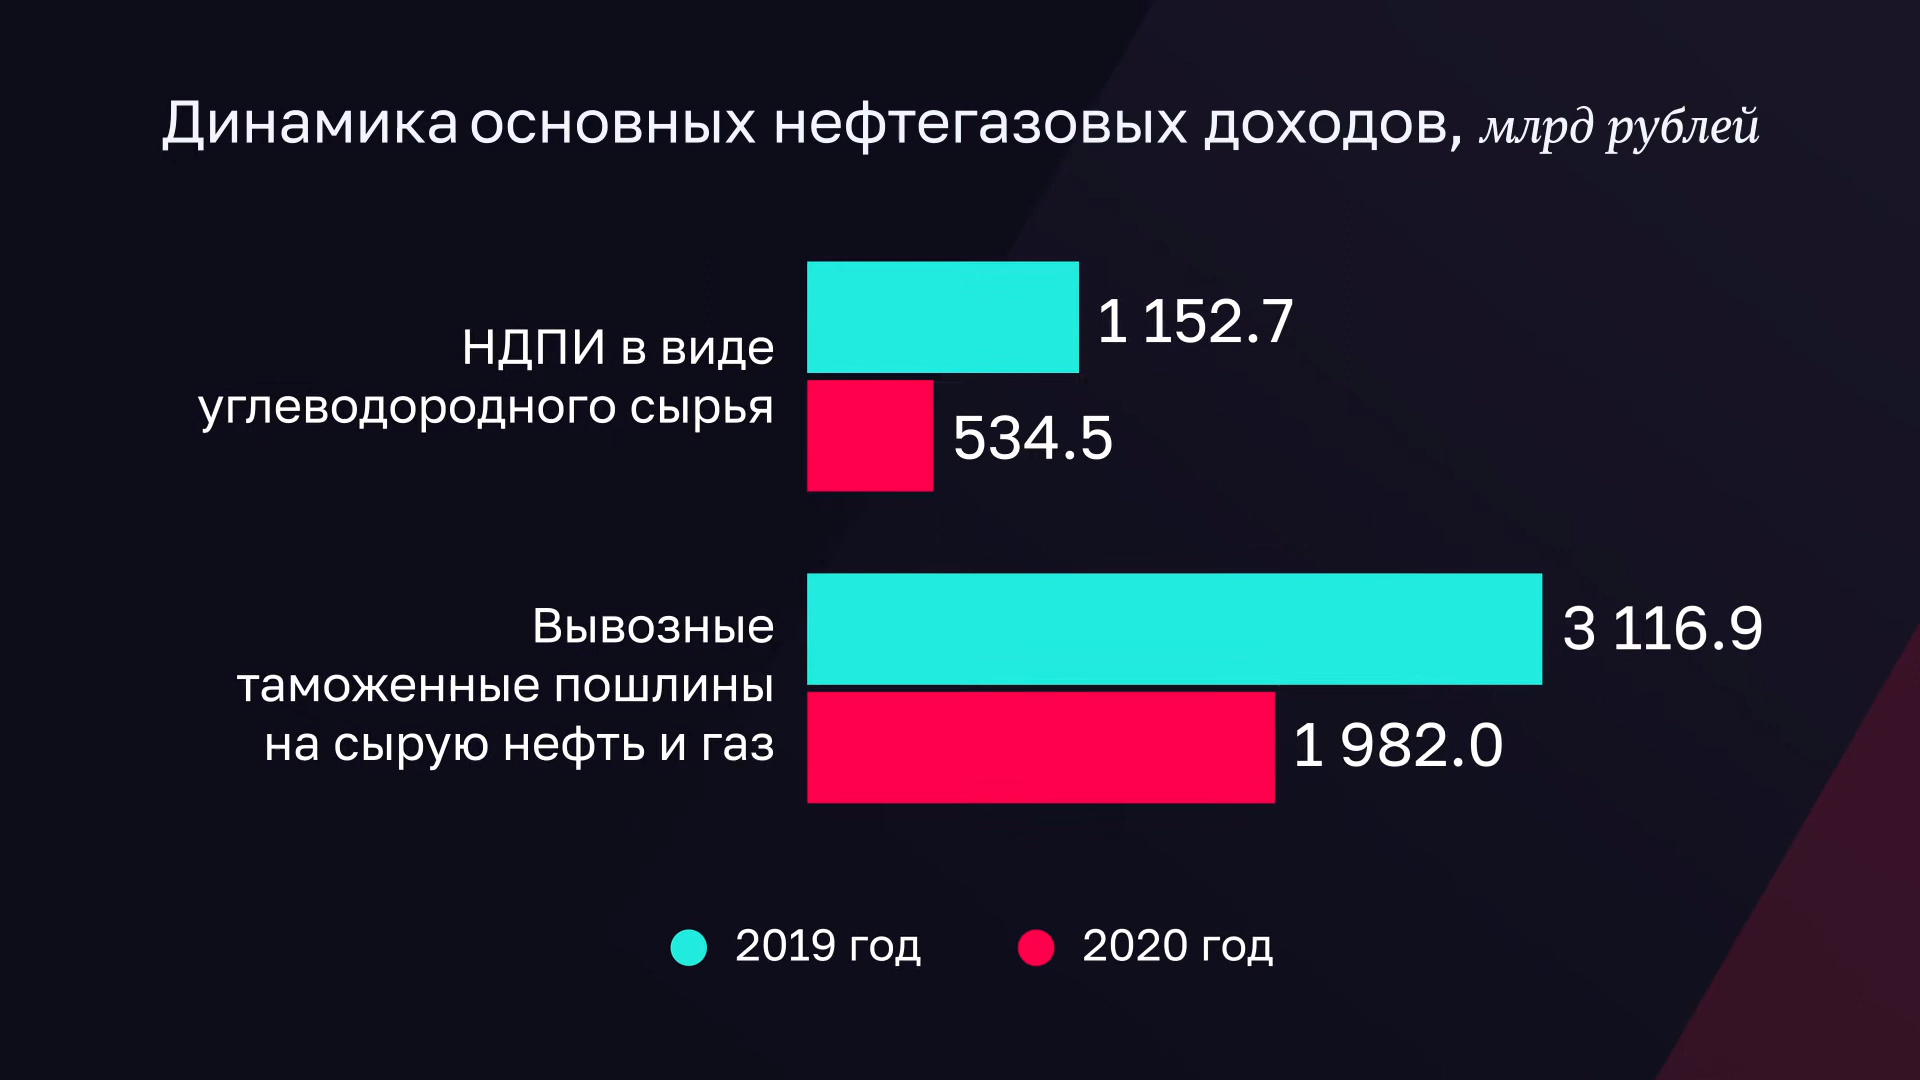 Динамика основных нефтегазовых доходов, млрд рублей
НДПИ в виде
углеводородного сырья
1 152.7
534.5
Вывозные
таможенные пошлины
на сырую нефть и газ
3 116.9
1 982.0
2019 год
2020 год